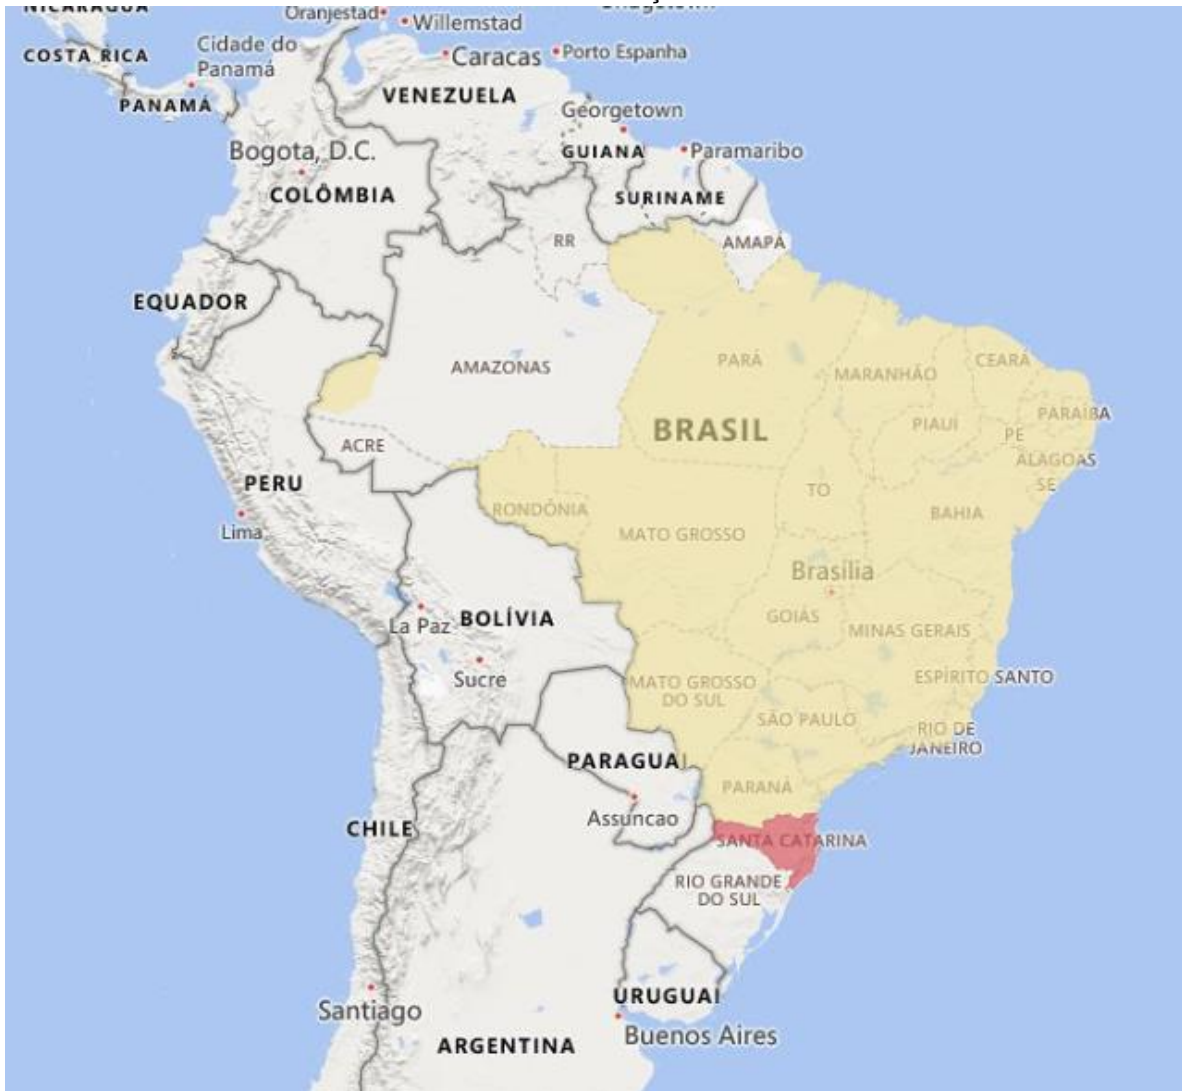 NICARAGUA
Oranjestad
Willemstad
COSTA RICA
Cidade do
Panamá
Caracas
Porto Espanha
PANAMÁ
VENEZUELA
Georgetown
Bogota, D.C.
GUIANA
Paramaribo
COLÔMBIA
SURINAME
RR
AMAPÁ
EQUADOR
AMAZONAS
PARÁ
MARANHÃO
CEARÁ
BRASIL
PIAUÍ
PARAÍBA
PE
ACRE
ALAGOAS
PERU
TO
SE
RONDÔNIA
BAHIA
Lima
MATO GROSSO
Brasília
La Paz
BOLÍVIA
GOIÁS
MINAS GERAIS
Sucre
MATO GROSSO
DO SUL
ESPÍRITO SANTO
SÃO PAULO
RIO DE
JANEIRO
PARAGUAI
PARANÁ
Assuncao
CHILE
SANTA CATARINA
RIO GRANDE
DO SUL
Santiago
URUGUAI
Buenos Aires
ARGENTINA